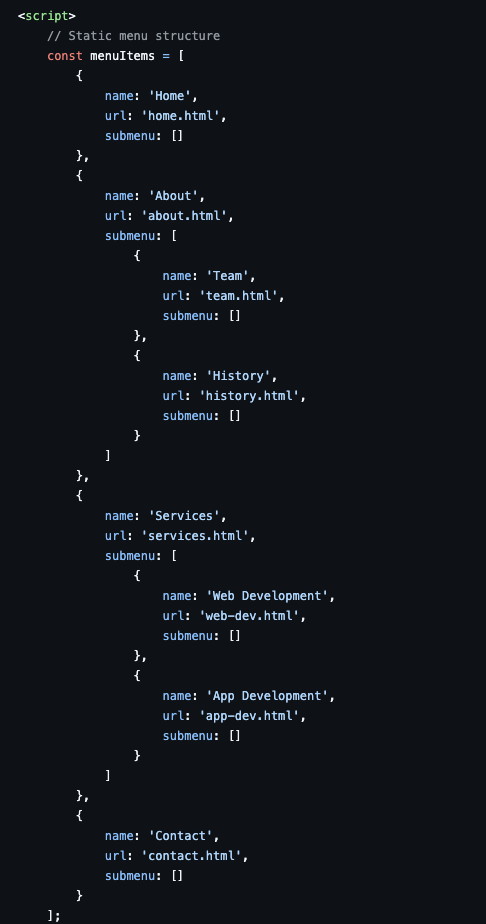 <script>
    // Static menu structure
    const menuItems = [
        {
            name: 'Home',
            url: 'home.html',
            submenu: []
        },
        {
            name: 'About',
            url: 'about.html',
            submenu: [
                {
                    name: 'Team',
                    url: 'team.html',
                    submenu: []
                },
                {
                    name: 'History',
                    url: 'history.html',
                    submenu: []
                }
            ]
        },
        {
            name: 'Services',
            url: 'services.html',
            submenu: [
                {
                    name: 'Web Development',
                    url: 'web-dev.html',
                    submenu: []
                },
                {
                    name: 'App Development',
                    url: 'app-dev.html',
                    submenu: []
                }
            ]
        },
        {
            name: 'Contact',
            url: 'contact.html',
            submenu: []
        }
    ];